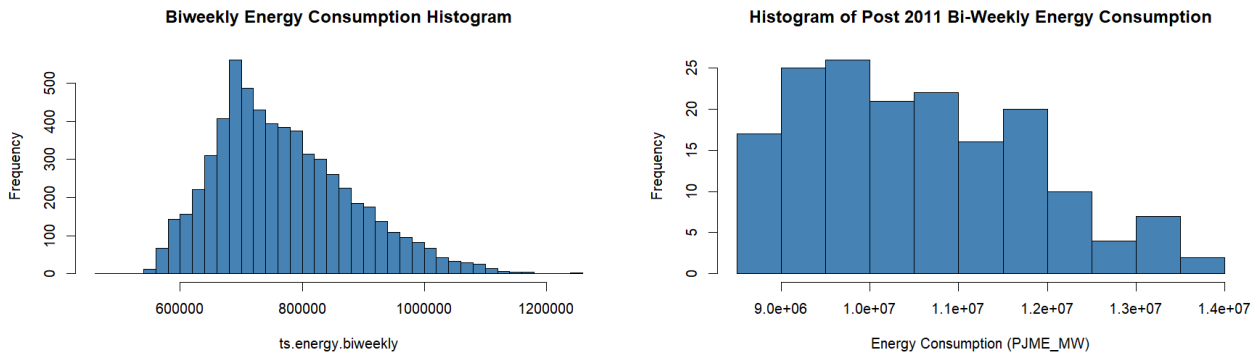 Biweekly Energy Consumption Histogram
Frequency
0
100
200
300
400
500
600000
800000
1000000
1200000
ts.energy.biweekly
Histogram of Post 2011 Bi-Weekly Energy Consumption
Frequency
0
5
10
15
20
25
9.0e+06
1.0e+07
1.1e+07
1.2e+07
1.3e+07
1.4e+07
Energy Consumption (PJME_MW)